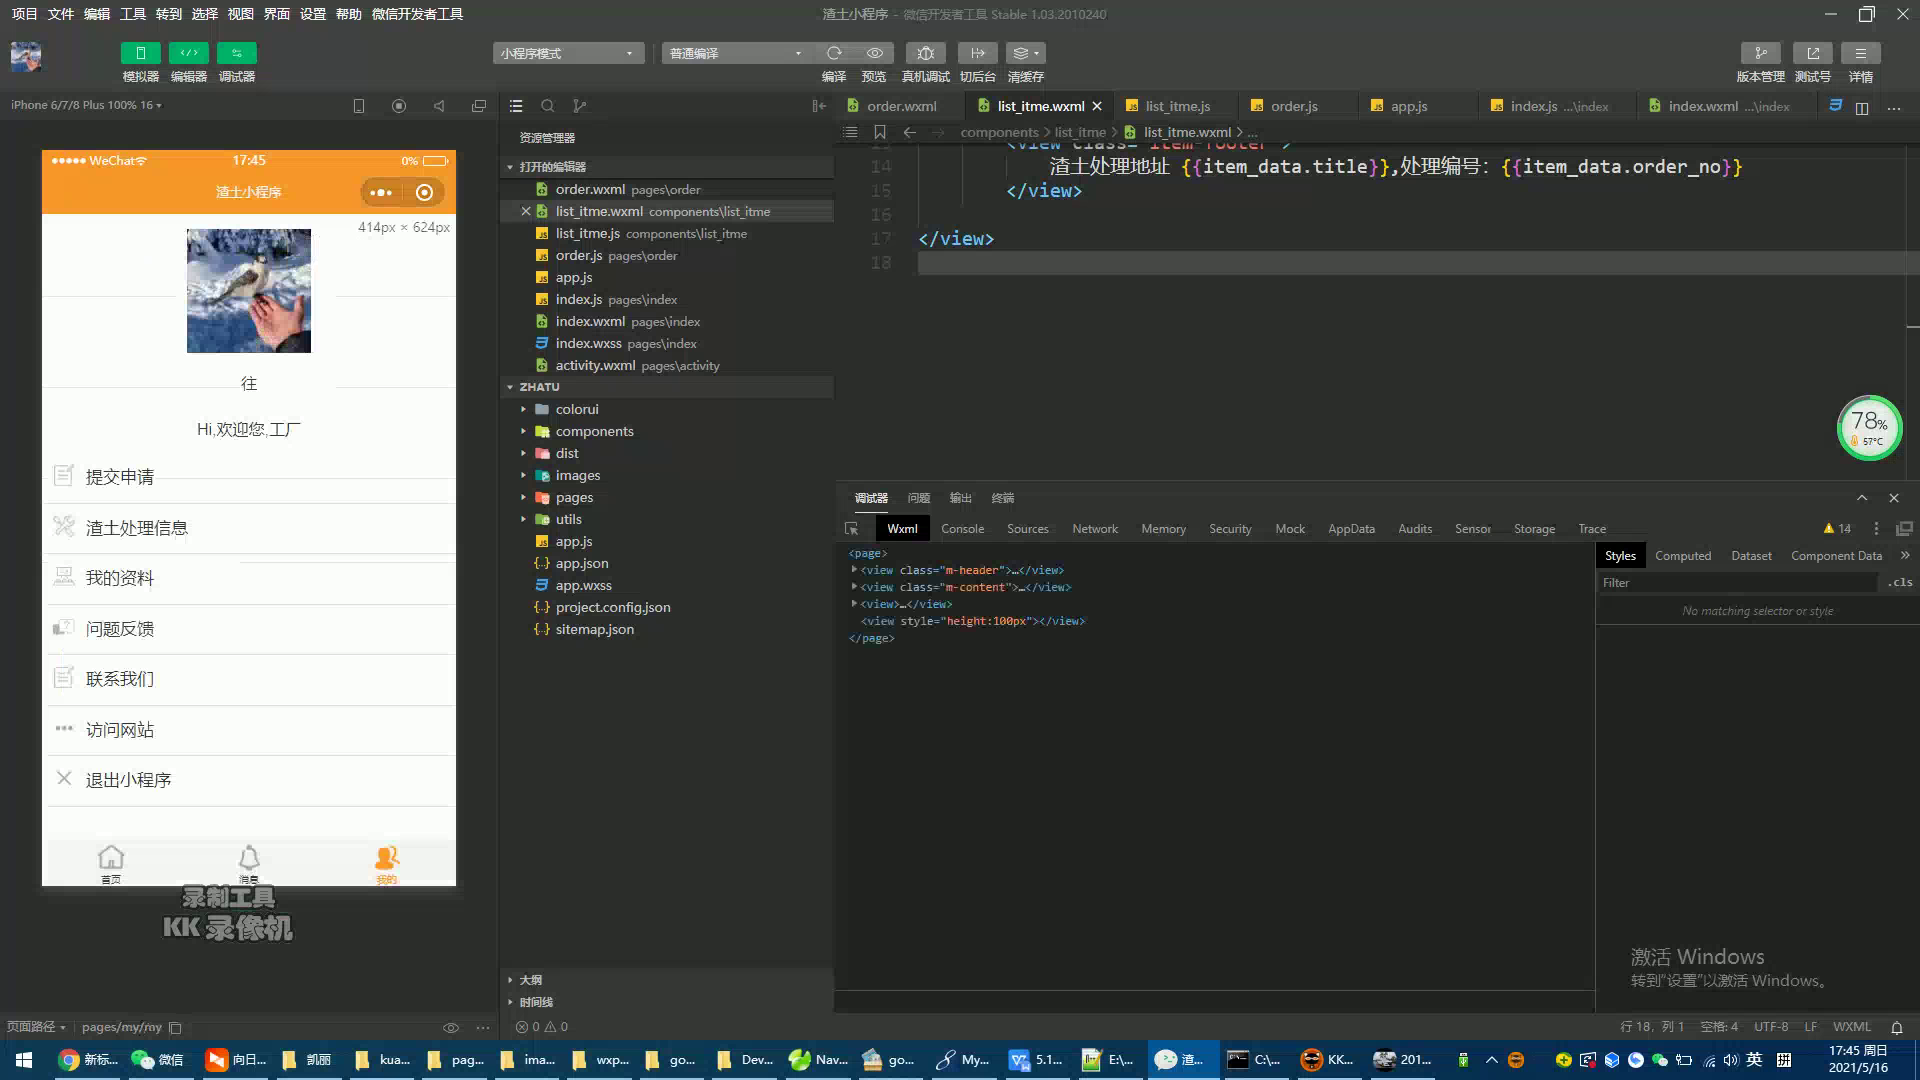 项目 文件 编辑 工具 转到 选择 视图 界面 设置 帮助 微信开发者工具
渣土小程序 - 微信开发者工具 Stable 1.03.2010240
模拟器 编辑器 调试器
小程序模式
普通编译
编译 预览 真机调试 切后台 清缓存
版本管理 测试号 详情
iPhone 6/7/8 Plus 100% 16
WeChat
17:45
0%
渣土小程序
414px × 624px
往
Hi,欢迎您,工厂
提交申请
渣土处理信息
我的资料
问题反馈
联系我们
访问网站
退出小程序
首页 消息 我的
录制工具
KK 录像机
页面路径 pages/my/my
资源管理器
打开的编辑器
order.wxml pages\order
list_itme.wxml components\list_itme
list_itme.js components\list_itme
order.js pages\order
app.js
index.js pages\index
index.wxml pages\index
index.wxss pages\index
activity.wxml pages\activity
ZHATU
colorui
components
dist
images
pages
utils
app.js
app.json
app.wxss
project.config.json
sitemap.json
大纲
时间线
0 0
order.wxml list_itme.wxml list_itme.js order.js app.js index.js ...\index index.wxml ...\index
components > list_itme > list_itme.wxml > ...
13 <view class="item-footer">
14 渣土处理地址 {{item_data.title}},处理编号: {{item_data.order_no}}
15 </view>
16
17 </view>
18
78%
57°C
调试器 问题 输出 终端
Wxml Console Sources Network Memory Security Mock AppData Audits Sensor Storage Trace
14
<page>
<view class="m-header">…</view>
<view class="m-content">…</view>
<view>…</view>
<view style="height:100px"></view>
</page>
Styles Computed Dataset Component Data »
Filter
.cls
No matching selector or style
激活 Windows
转到"设置"以激活 Windows。
行 18, 列 1 空格: 4 UTF-8 LF WXML
新标... 微信 向日... 凯丽 kua... pag... ima... wxp... go... Dev... Nav... go... My... 5.1... E:\... 渣... C:\... KK... 201...
英
17:45 周日
2021/5/16